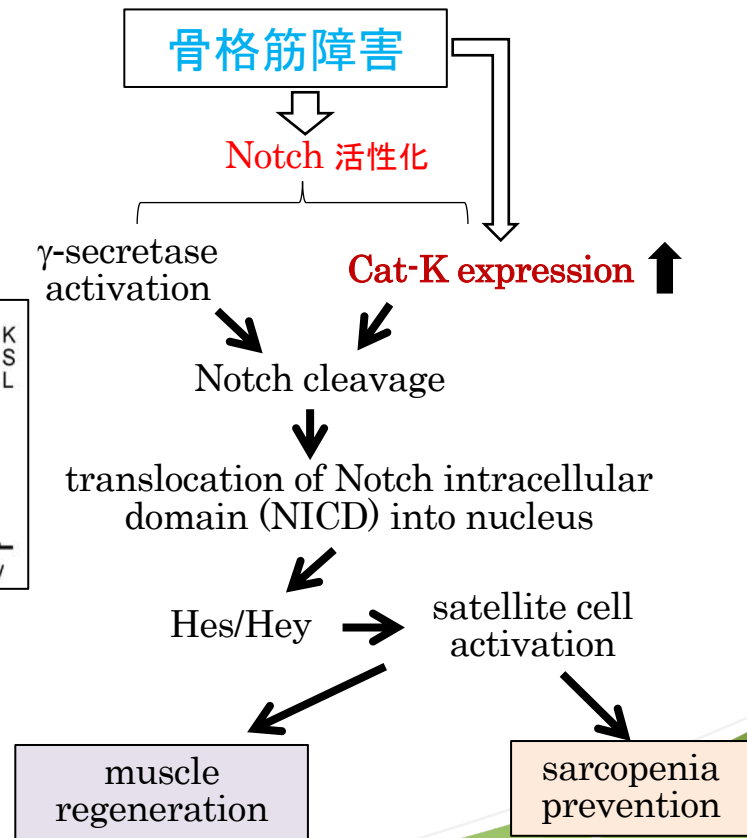 骨格筋障害
Notch 活性化
γ-secretase
activation
Cat-K expression
K
S
L
Notch cleavage
translocation of Notch intracellular
domain (NICD) into nucleus
Hes/Hey
satellite cell
activation
muscle
regeneration
sarcopenia
prevention